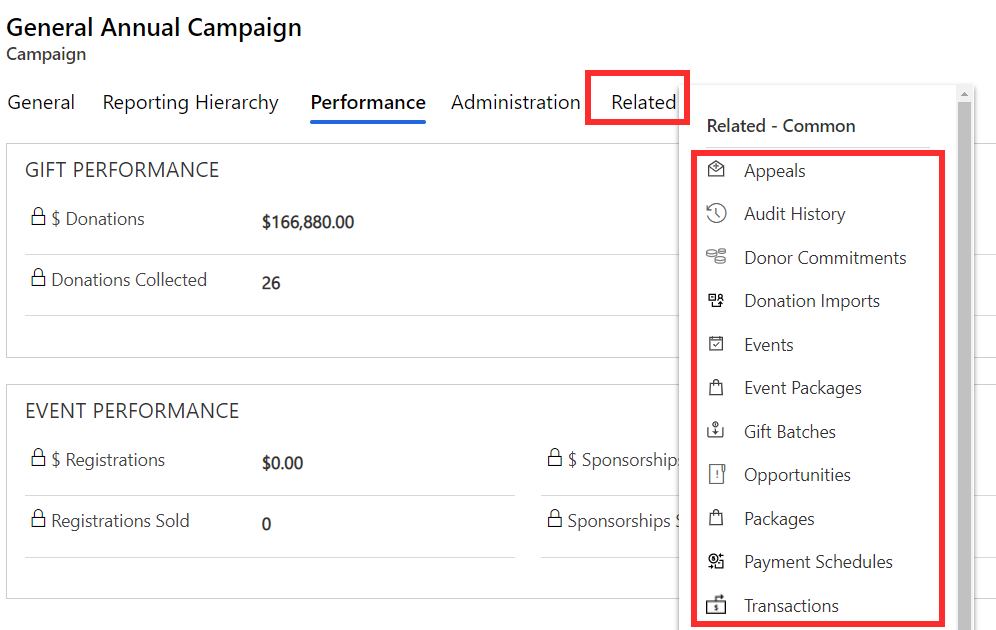 General Annual Campaign
Campaign
General Reporting Hierarchy Performance Administration Related
GIFT PERFORMANCE
$ Donations $166,880.00
Donations Collected 26
EVENT PERFORMANCE
$ Registrations $0.00 $ Sponsorships
Registrations Sold 0 Sponsorships
Related - Common
Appeals
Audit History
Donor Commitments
Donation Imports
Events
Event Packages
Gift Batches
Opportunities
Packages
Payment Schedules
Transactions